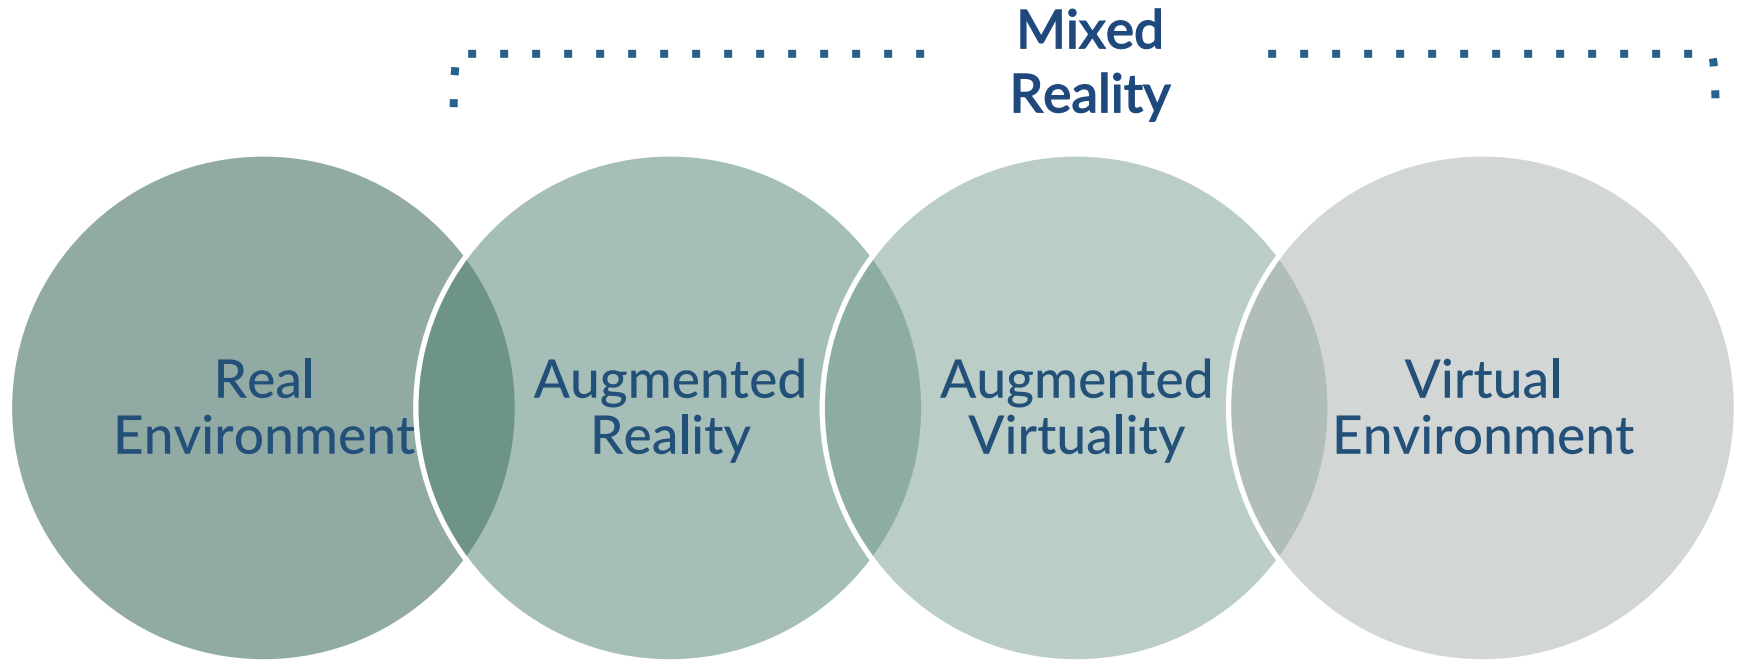 Mixed
Reality
Real
Environment
Augmented
Reality
Augmented
Virtuality
Virtual
Environment